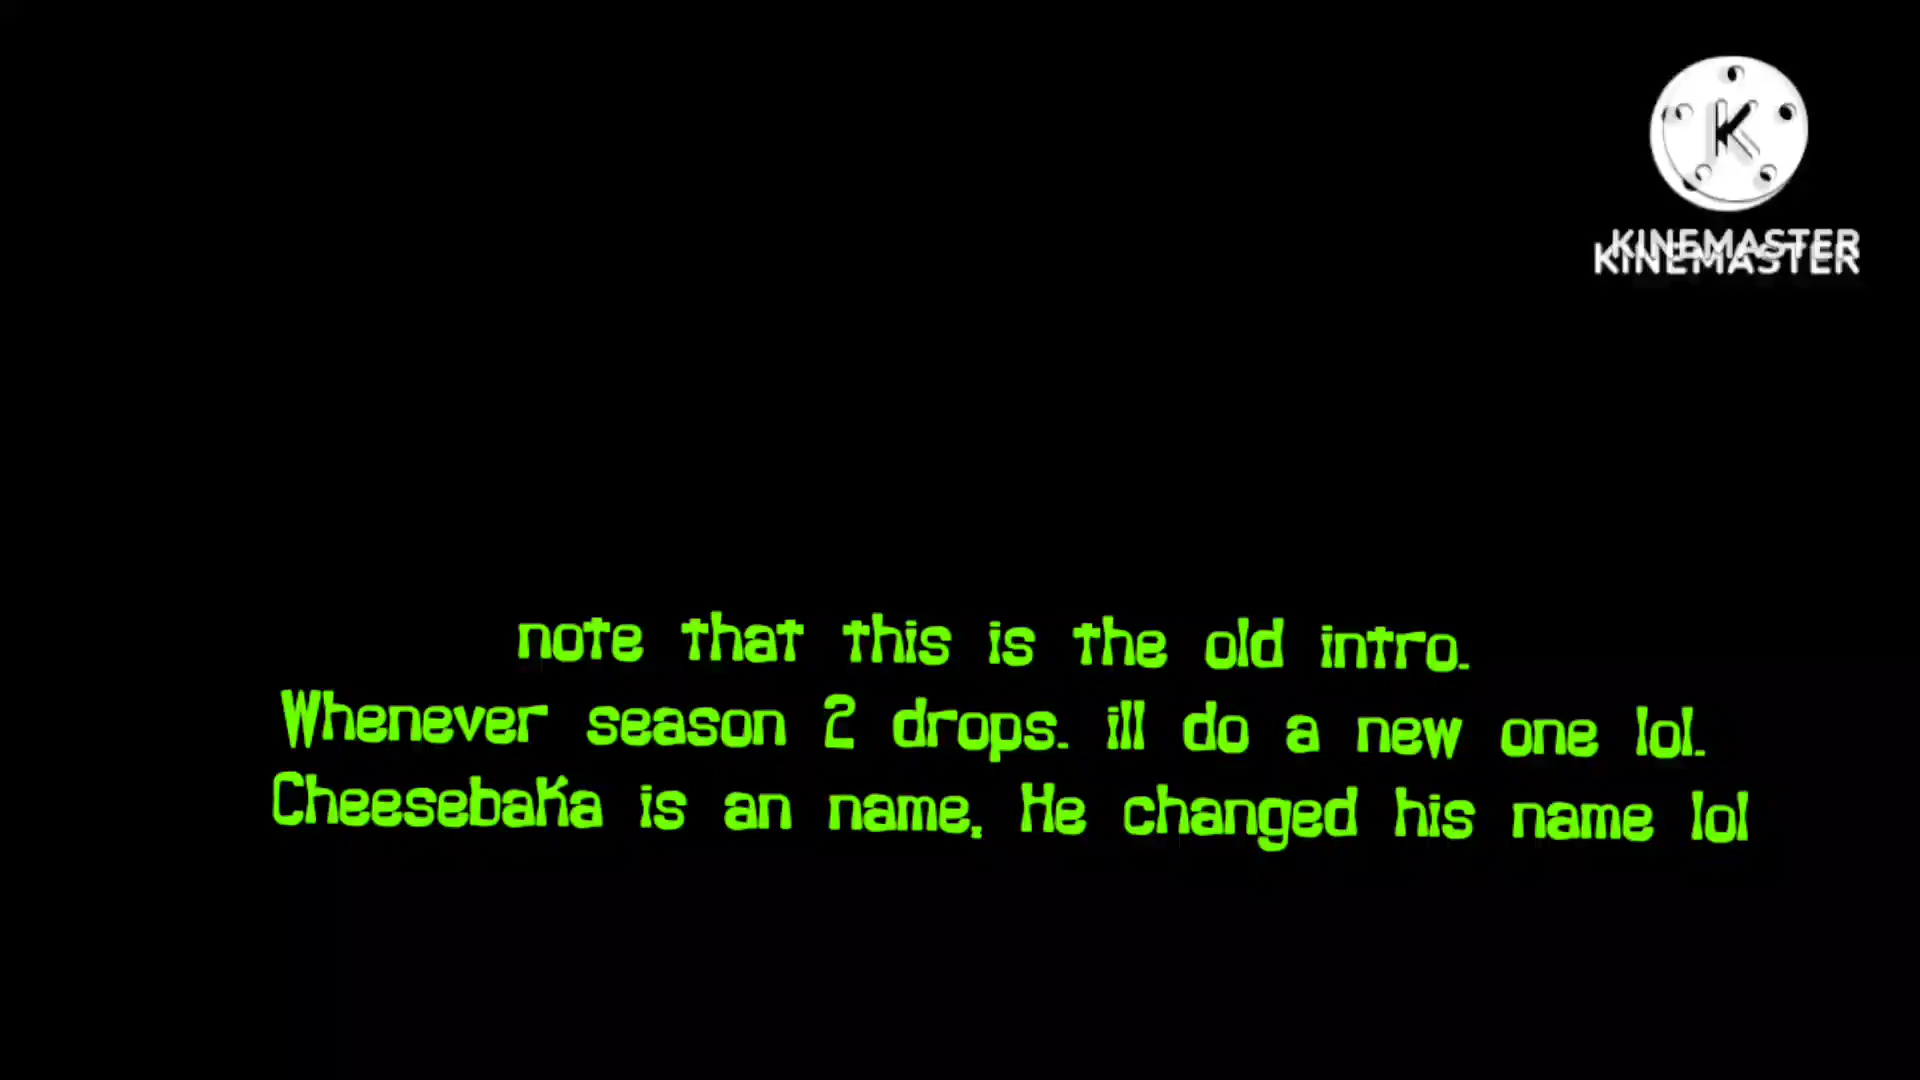 K
KINEMASTER
KINEMASTER
note that this is the old intro.
Whenever season 2 drops. ill do a new one lol.
Cheesebaka is an name, He changed his name lol